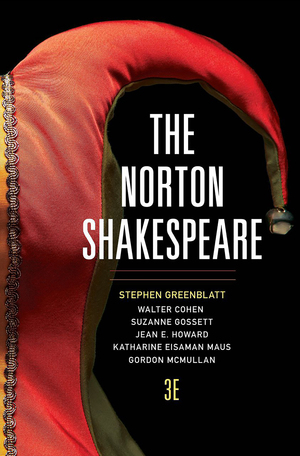 THE
NORTON
SHAKESPEARE
STEPHEN GREENBLATT
WALTER COHEN
SUZANNE GOSSETT
JEAN E. HOWARD
KATHARINE EISAMAN MAUS
GORDON MCMULLAN
3E